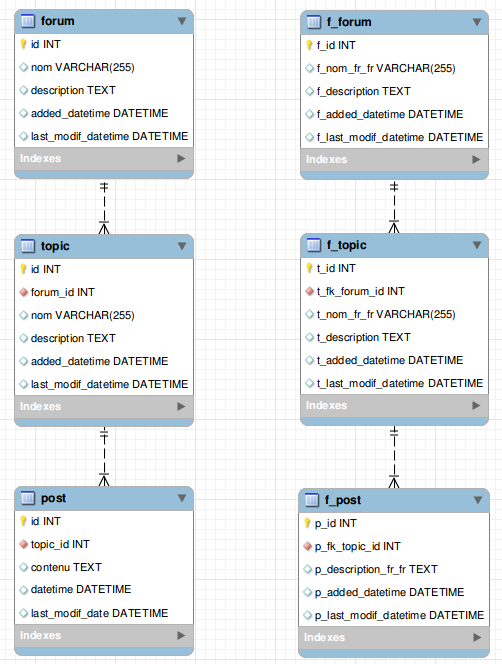 forum
id INT
nom VARCHAR(255)
description TEXT
added_datetime DATETIME
last_modif_datetime DATETIME
Indexes
topic
id INT
forum_id INT
nom VARCHAR(255)
description TEXT
added_datetime DATETIME
last_modif_datetime DATETIME
Indexes
post
id INT
topic_id INT
contenu TEXT
datetime DATETIME
last_modif_date DATETIME
Indexes
f_forum
f_id INT
f_nom_fr_fr VARCHAR(255)
f_description TEXT
f_added_datetime DATETIME
f_last_modif_datetime DATETIME
Indexes
f_topic
t_id INT
t_fk_forum_id INT
t_nom_fr_fr VARCHAR(255)
t_description TEXT
t_added_datetime DATETIME
t_last_modif_datetime DATETIME
Indexes
f_post
p_id INT
p_fk_topic_id INT
p_description_fr_fr TEXT
p_added_datetime DATETIME
p_last_modif_datetime DATETIME
Indexes